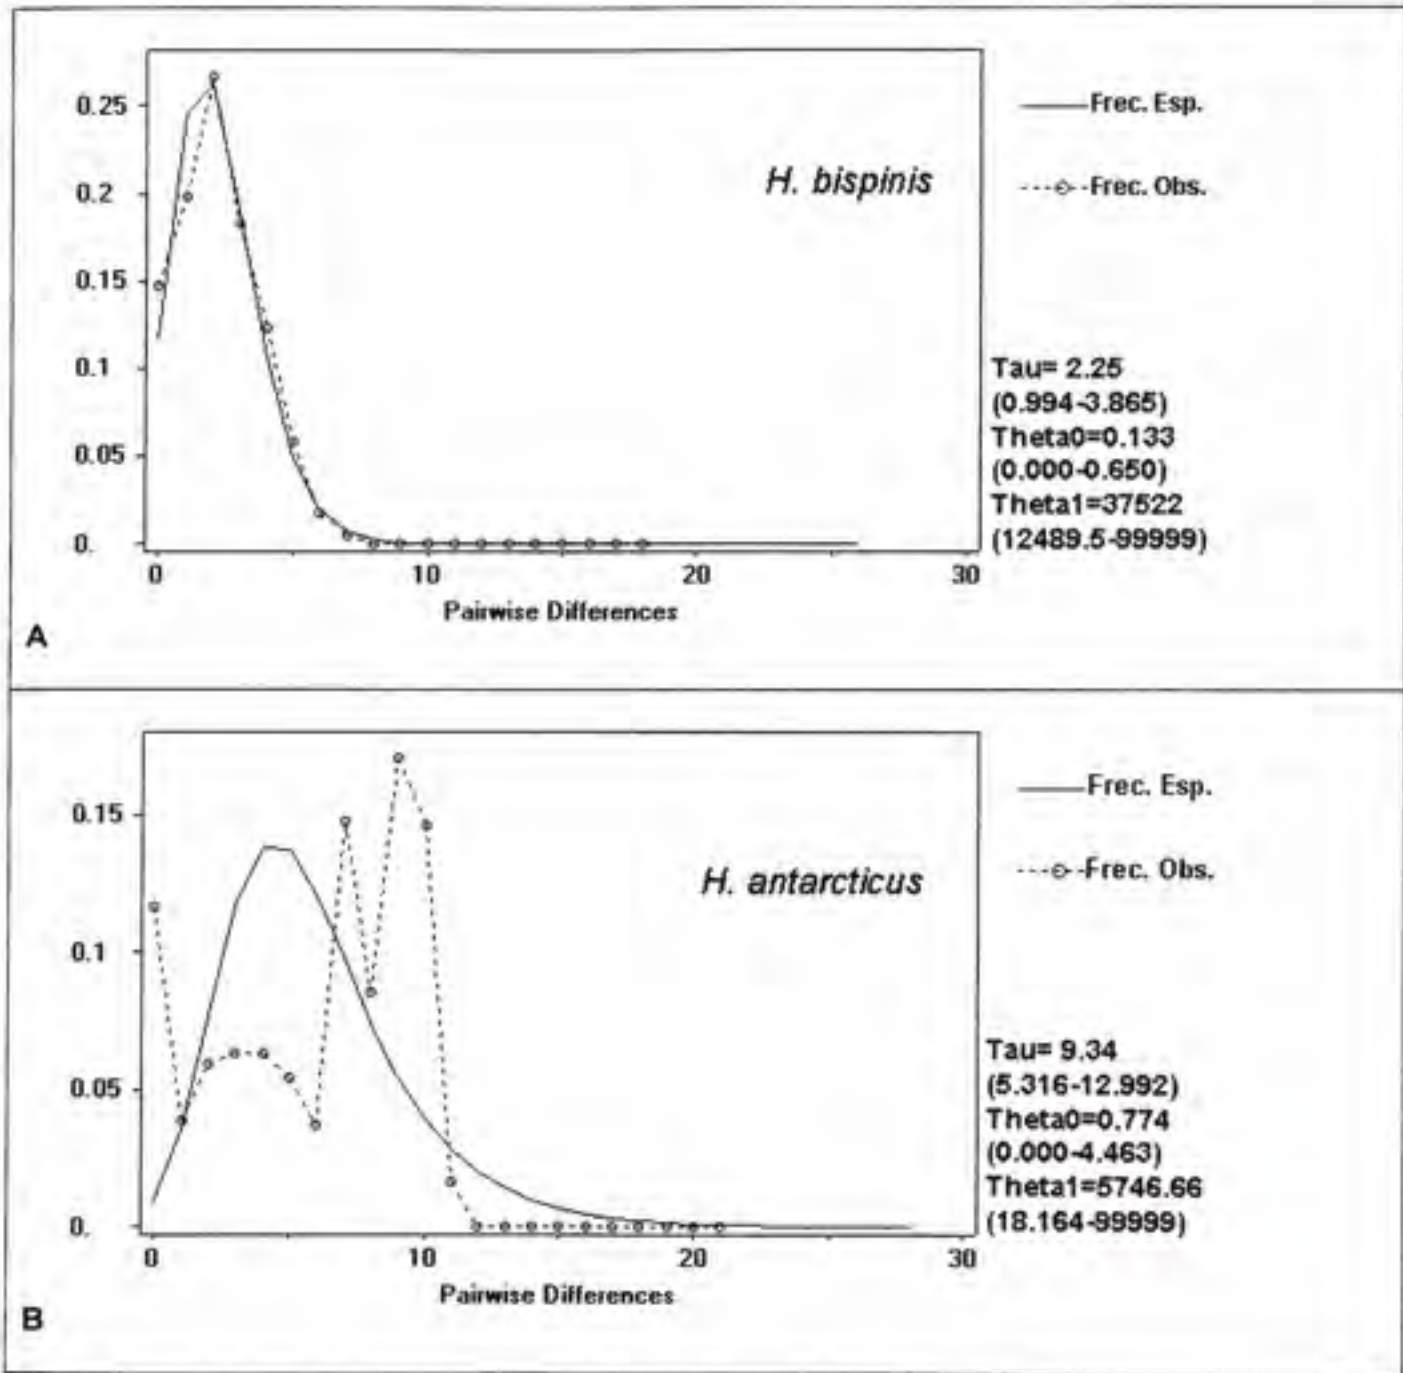 0.25
0.2
0.15
0.1
0.05
0.
0 10 20 30
Pairwise Differences
H. bispinis
Frec. Esp.
Frec. Obs.
Tau= 2.25
(0.994-3.865)
Theta0=0.133
(0.000-0.650)
Theta1=37522
(12489.5-99999)
A
0.15
0.1
0.05
0.
0 10 20 30
Pairwise Differences
H. antarcticus
Frec. Esp.
Frec. Obs.
Tau= 9.34
(5.316-12.992)
Theta0=0.774
(0.000-4.463)
Theta1=5746.66
(18.164-99999)
B